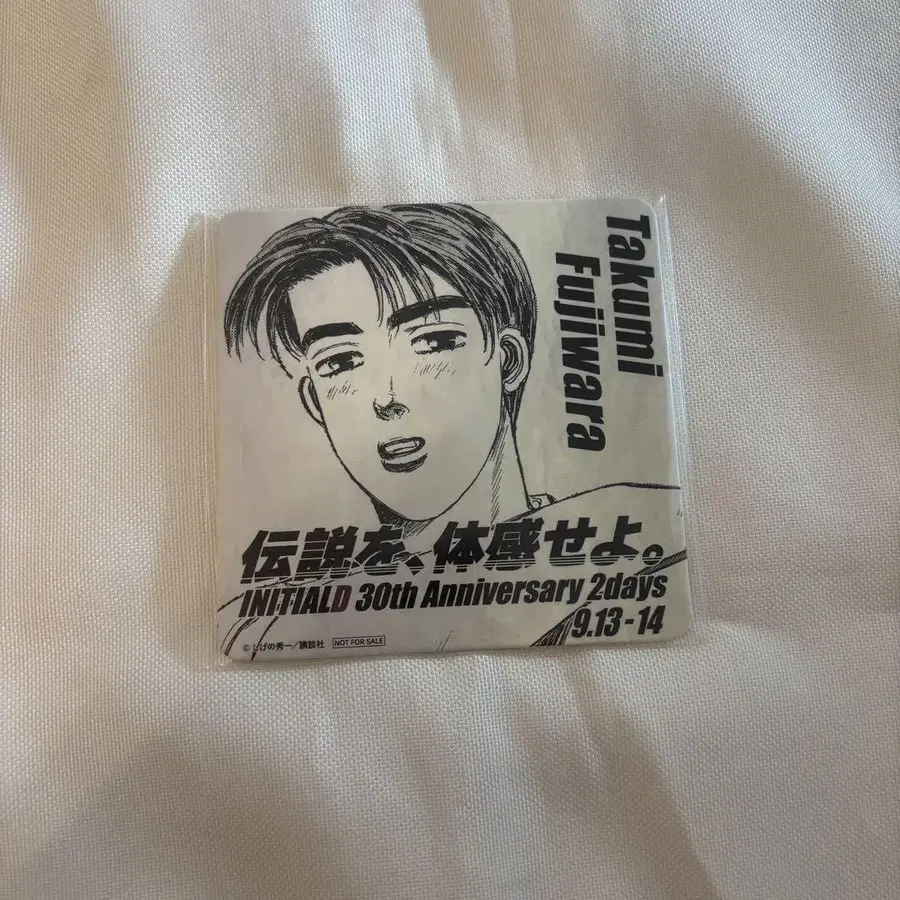 Takumi
Fujiwara
伝説を、体感せよ。
INITIALD 30th Anniversary 2days
9.13-14
© しげの秀一/講談社 NOT FOR SALE